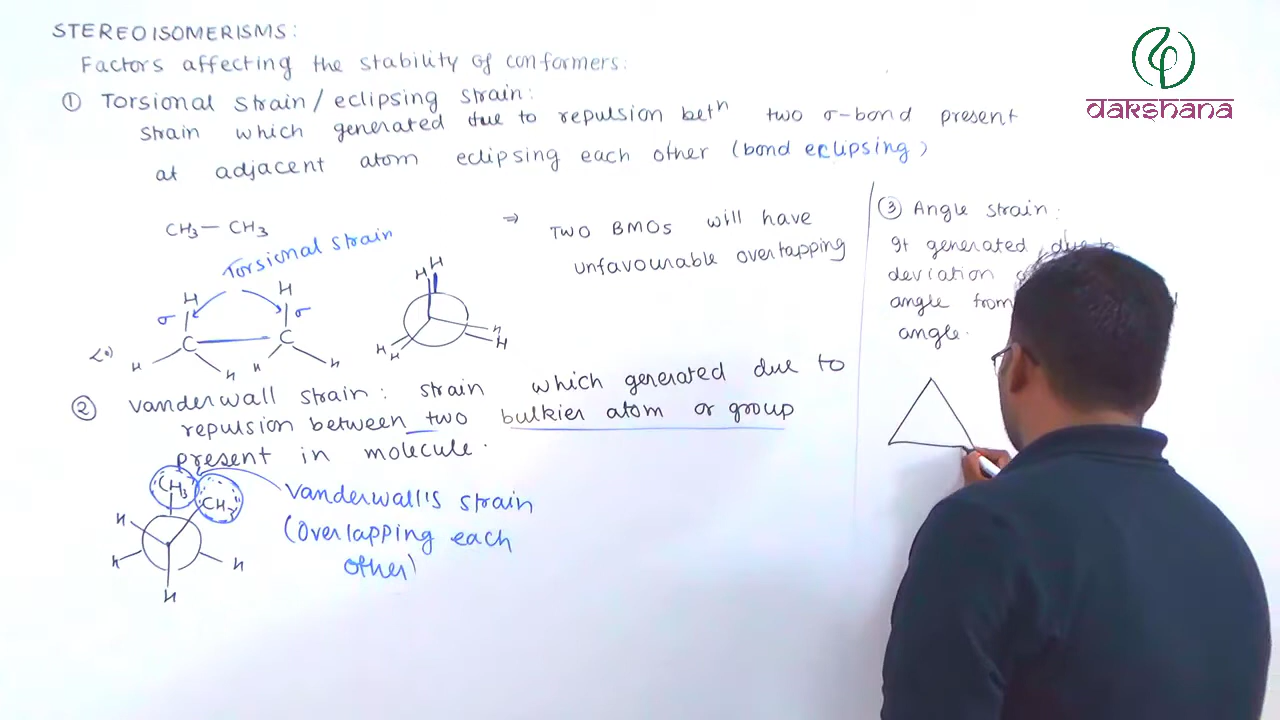 STEREOISOMERISMS:
Factors affecting the stability of conformers:
① Torsional strain/eclipsing strain:
strain which generated due to repulsion betⁿ two σ-bond present
at adjacent atom eclipsing each other (bond eclipsing)
CH₃—CH₃
Torsional strain
H H
σ σ
C C
H H H H
H H
H H
H H
⇒ TWO BMOs will have
unfavourable overtapping
② vanderwall strain: strain which generated due to
repulsion between two bulkier atom or group
present in molecule.
CH₃
CH₃
H
H H
H
vanderwall's strain
(overlapping each
other)
③ Angle strain:
It generated due to
deviation
angle from
angle.
dakshana